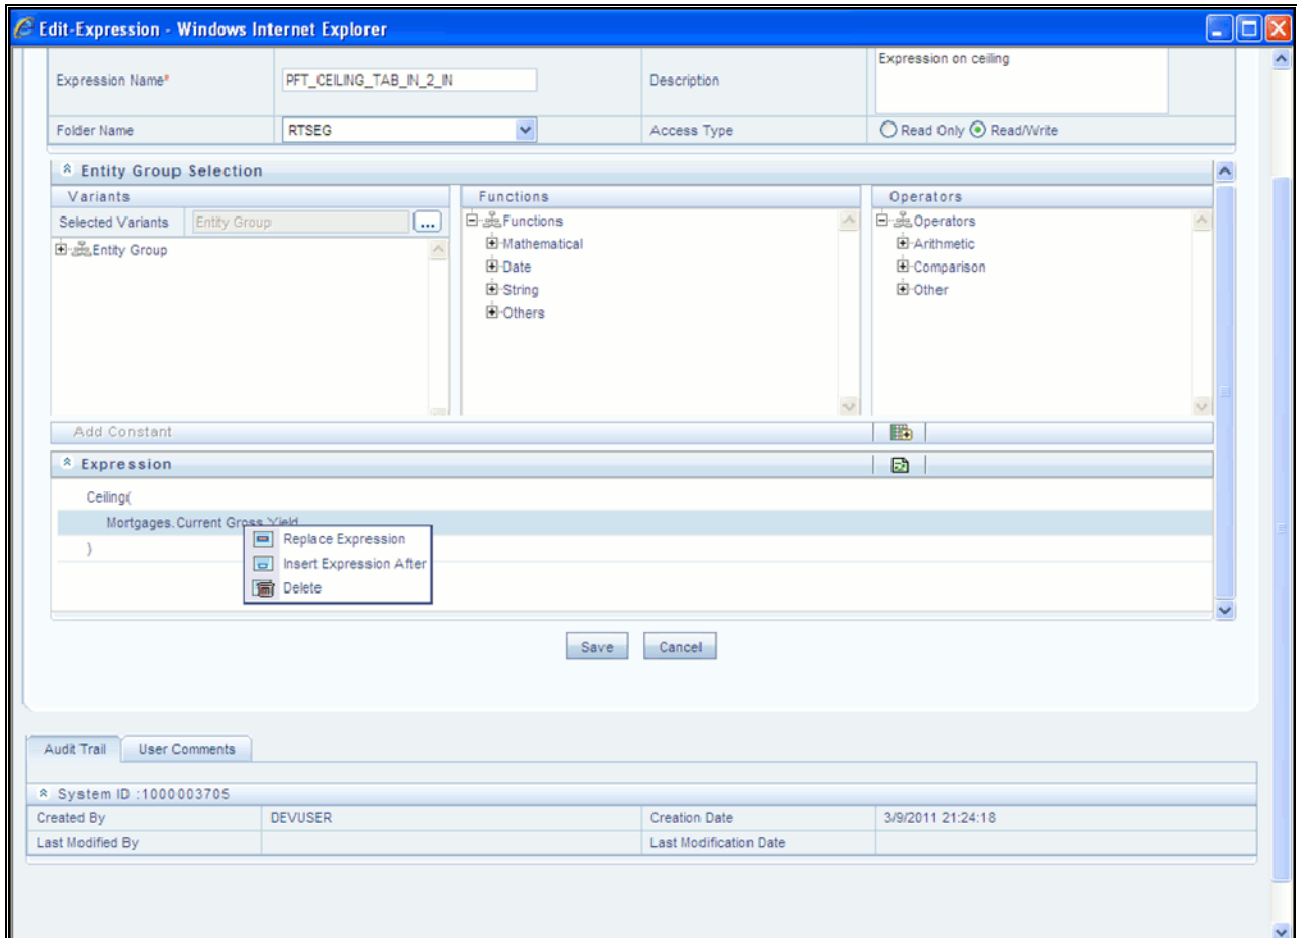 Edit-Expression - Windows Internet Explorer
Expression Name* PFT_CEILING_TAB_IN_2_IN Description Expression on ceiling
Folder Name RTSEG Access Type Read Only Read/Write
Entity Group Selection
Variants Functions Operators
Selected Variants Entity Group ... Functions Operators
Entity Group Mathematical Arithmetic
Date Comparison
String Other
Others
Add Constant
Expression
Ceiling(
Mortgages.Current Gross Yield
)
Replace Expression
Insert Expression After
Delete
Save Cancel
Audit Trail User Comments
System ID :1000003705
Created By DEVUSER Creation Date 3/9/2011 21:24:18
Last Modified By Last Modification Date